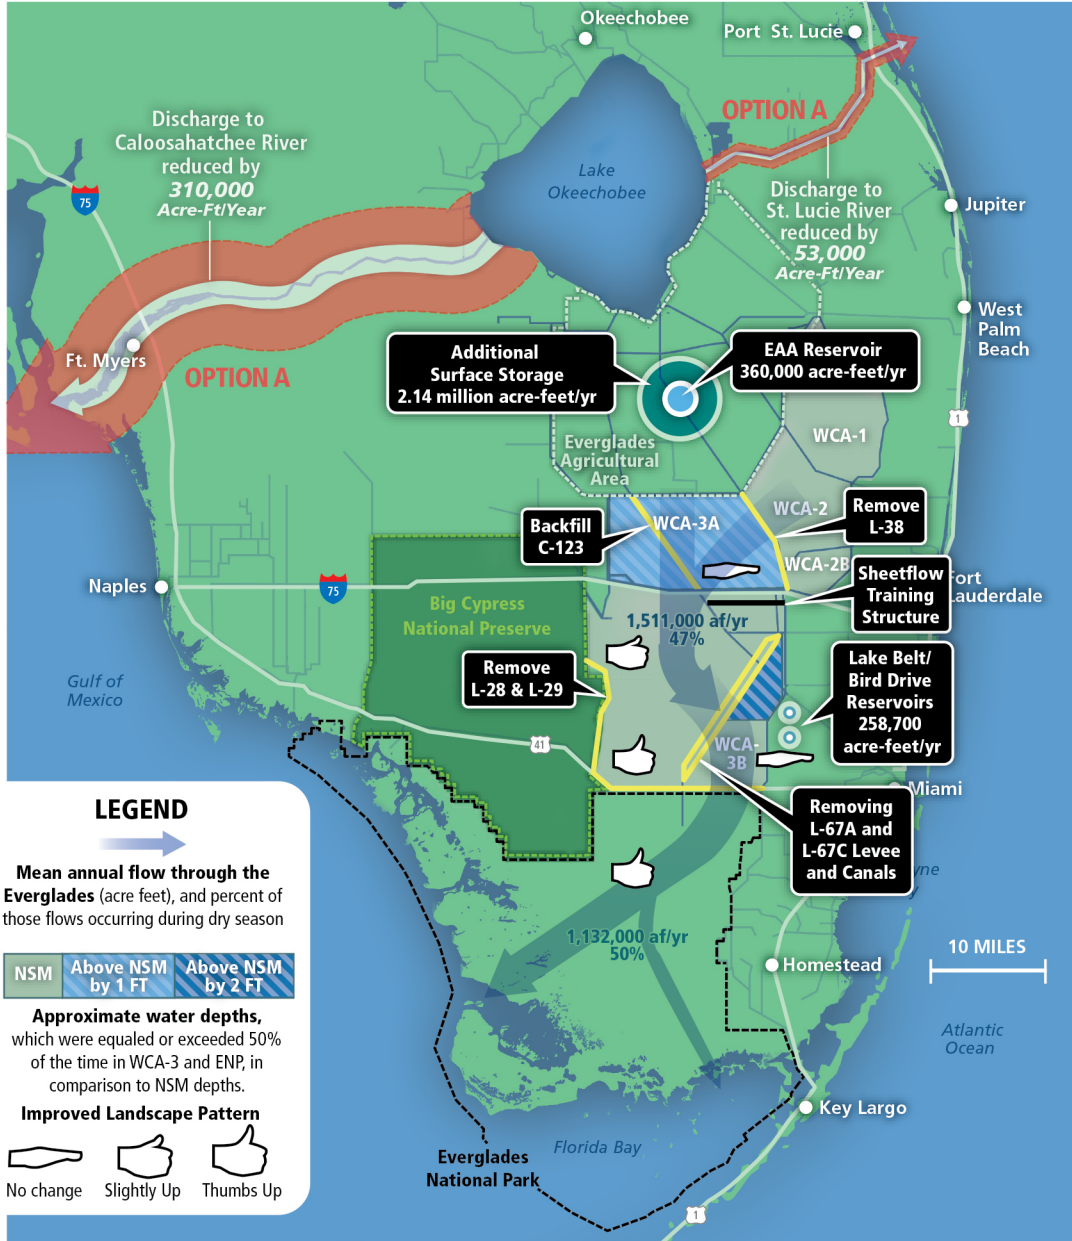 Okeechobee
Port St. Lucie
OPTION A
Discharge to
Caloosahatchee River
reduced by
310,000
Acre-Ft/Year
75
Lake
Okeechobee
Discharge to
St. Lucie River
reduced by
53,000
Acre-Ft/Year
Jupiter
West
Palm
Beach
Ft. Myers
OPTION A
Additional
Surface Storage
2.14 million acre-feet/yr
EAA Reservoir
360,000 acre-feet/yr
1
WCA-1
Everglades
Agricultural
Area
WCA-2
Remove
L-38
WCA-3A
Backfill
C-123
WCA-2B
Sheetflow
Training
Structure
Fort
Lauderdale
Naples
75
Big Cypress
National Preserve
1,511,000 af/yr
47%
Remove
L-28 & L-29
Lake Belt/
Bird Drive
Reservoirs
258,700
acre-feet/yr
Gulf of
Mexico
41
WCA-
3B
Miami
Removing
L-67A and
L-67C Levee
and Canals
yne
y
LEGEND
Mean annual flow through the
Everglades (acre feet), and percent of
those flows occurring during dry season
NSM
Above NSM
by 1 FT
Above NSM
by 2 FT
Approximate water depths,
which were equaled or exceeded 50%
of the time in WCA-3 and ENP, in
comparison to NSM depths.
Improved Landscape Pattern
No change
Slightly Up
Thumbs Up
1,132,000 af/yr
50%
10 MILES
Homestead
Atlantic
Ocean
Key Largo
Florida Bay
Everglades
National Park
1